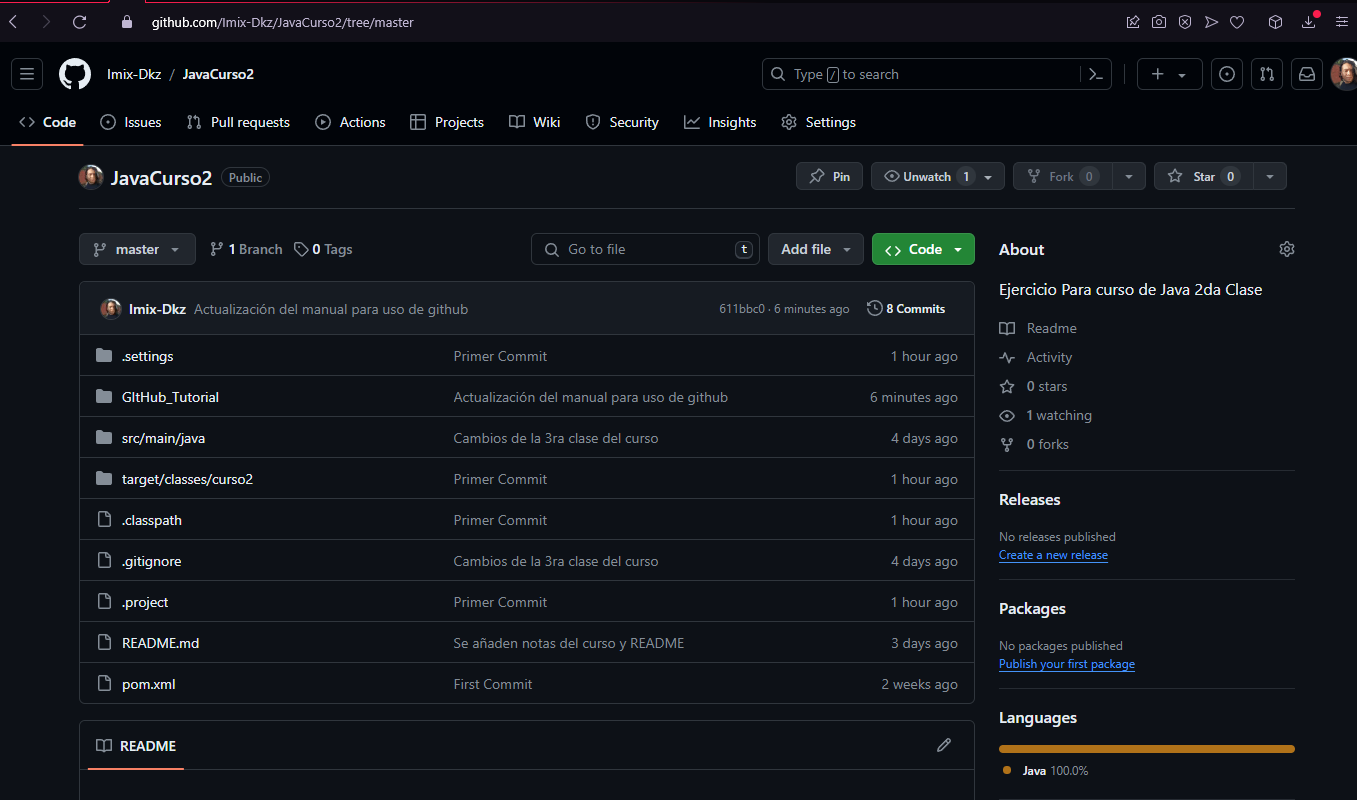 github.com/Imix-Dkz/JavaCurso2/tree/master
Imix-Dkz / JavaCurso2
Type / to search
Code Issues Pull requests Actions Projects Wiki Security Insights Settings
JavaCurso2 Public
Pin Unwatch 1 Fork 0 Star 0
master 1 Branch 0 Tags Go to file t Add file Code
Imix-Dkz Actualización del manual para uso de github 611bbc0 · 6 minutes ago 8 Commits
.settings Primer Commit 1 hour ago
GItHub_Tutorial Actualización del manual para uso de github 6 minutes ago
src/main/java Cambios de la 3ra clase del curso 4 days ago
target/classes/curso2 Primer Commit 1 hour ago
.classpath Primer Commit 1 hour ago
.gitignore Cambios de la 3ra clase del curso 4 days ago
.project Primer Commit 1 hour ago
README.md Se añaden notas del curso y README 3 days ago
pom.xml First Commit 2 weeks ago
README
About
Ejercicio Para curso de Java 2da Clase
Readme
Activity
0 stars
1 watching
0 forks
Releases
No releases published
Create a new release
Packages
No packages published
Publish your first package
Languages
Java 100.0%